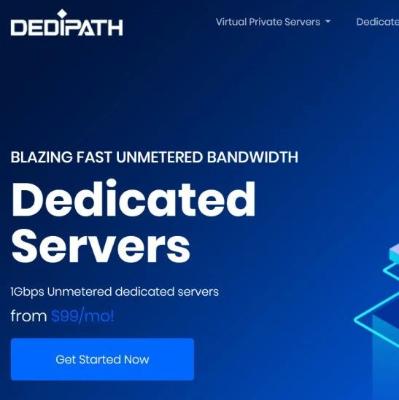 DEDIPATH
Virtual Private Servers
Dedicate
BLAZING FAST UNMETERED BANDWIDTH
Dedicated
Servers
1Gbps Unmetered dedicated servers
from $99/mo!
Get Started Now